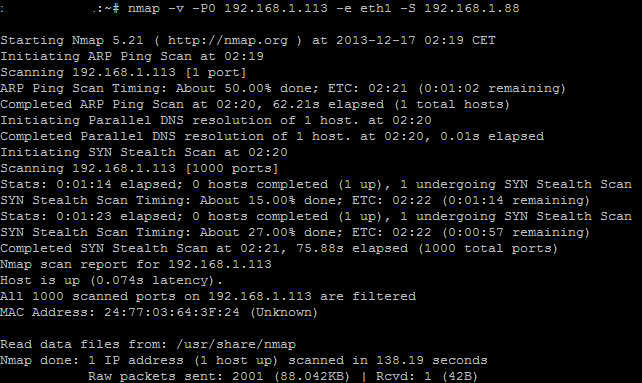 : .:~# nmap -v -P0 192.168.1.113 -e eth1 -S 192.168.1.88
Starting Nmap 5.21 ( http://nmap.org ) at 2013-12-17 02:19 CET
Initiating ARP Ping Scan at 02:19
Scanning 192.168.1.113 [1 port]
ARP Ping Scan Timing: About 50.00% done; ETC: 02:21 (0:01:02 remaining)
Completed ARP Ping Scan at 02:20, 62.21s elapsed (1 total hosts)
Initiating Parallel DNS resolution of 1 host. at 02:20
Completed Parallel DNS resolution of 1 host. at 02:20, 0.01s elapsed
Initiating SYN Stealth Scan at 02:20
Scanning 192.168.1.113 [1000 ports]
Stats: 0:01:14 elapsed; 0 hosts completed (1 up), 1 undergoing SYN Stealth Scan
SYN Stealth Scan Timing: About 15.00% done; ETC: 02:22 (0:01:14 remaining)
Stats: 0:01:23 elapsed; 0 hosts completed (1 up), 1 undergoing SYN Stealth Scan
SYN Stealth Scan Timing: About 27.00% done; ETC: 02:22 (0:00:57 remaining)
Completed SYN Stealth Scan at 02:21, 75.88s elapsed (1000 total ports)
Nmap scan report for 192.168.1.113
Host is up (0.074s latency).
All 1000 scanned ports on 192.168.1.113 are filtered
MAC Address: 24:77:03:64:3F:24 (Unknown)
Read data files from: /usr/share/nmap
Nmap done: 1 IP address (1 host up) scanned in 138.19 seconds
Raw packets sent: 2001 (88.042KB) | Rcvd: 1 (42B)